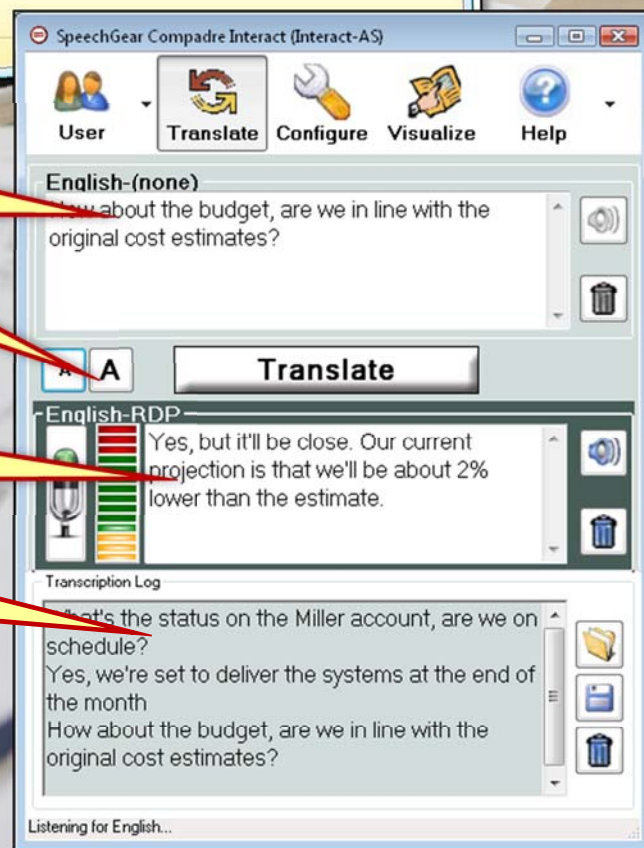 SpeechGear Compadre Interact (Interact-AS)
User
Translate
Configure
Visualize
Help
English-(none)
How about the budget, are we in line with the
original cost estimates?
A
A
Translate
English-RDP
Yes, but it'll be close. Our current
projection is that we'll be about 2%
lower than the estimate.
Transcription Log
What's the status on the Miller account, are we on
schedule?
Yes, we're set to deliver the systems at the end of
the month
How about the budget, are we in line with the
original cost estimates?
Listening for English...